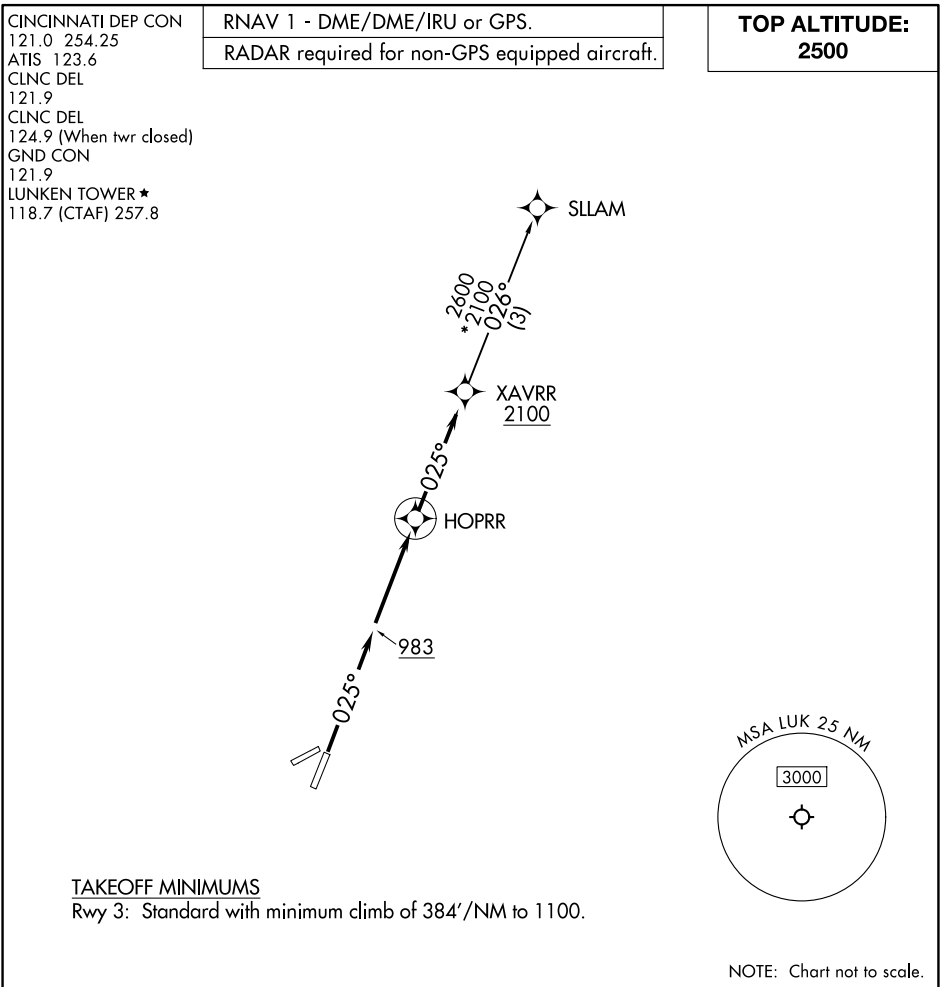 CINCINNATI DEP CON
121.0 254.25
ATIS 123.6
CLNC DEL
121.9
CLNC DEL
124.9 (When twr closed)
GND CON
121.9
LUNKEN TOWER ★
118.7 (CTAF) 257.8
RNAV 1 - DME/DME/IRU or GPS.
RADAR required for non-GPS equipped aircraft.
TOP ALTITUDE:
2500
SLLAM
2600
*2100
026°
(3)
XAVRR
2100
025°
HOPRR
983
025°
MSA LUK 25 NM
3000
TAKEOFF MINIMUMS
Rwy 3: Standard with minimum climb of 384'/NM to 1100.
NOTE: Chart not to scale.